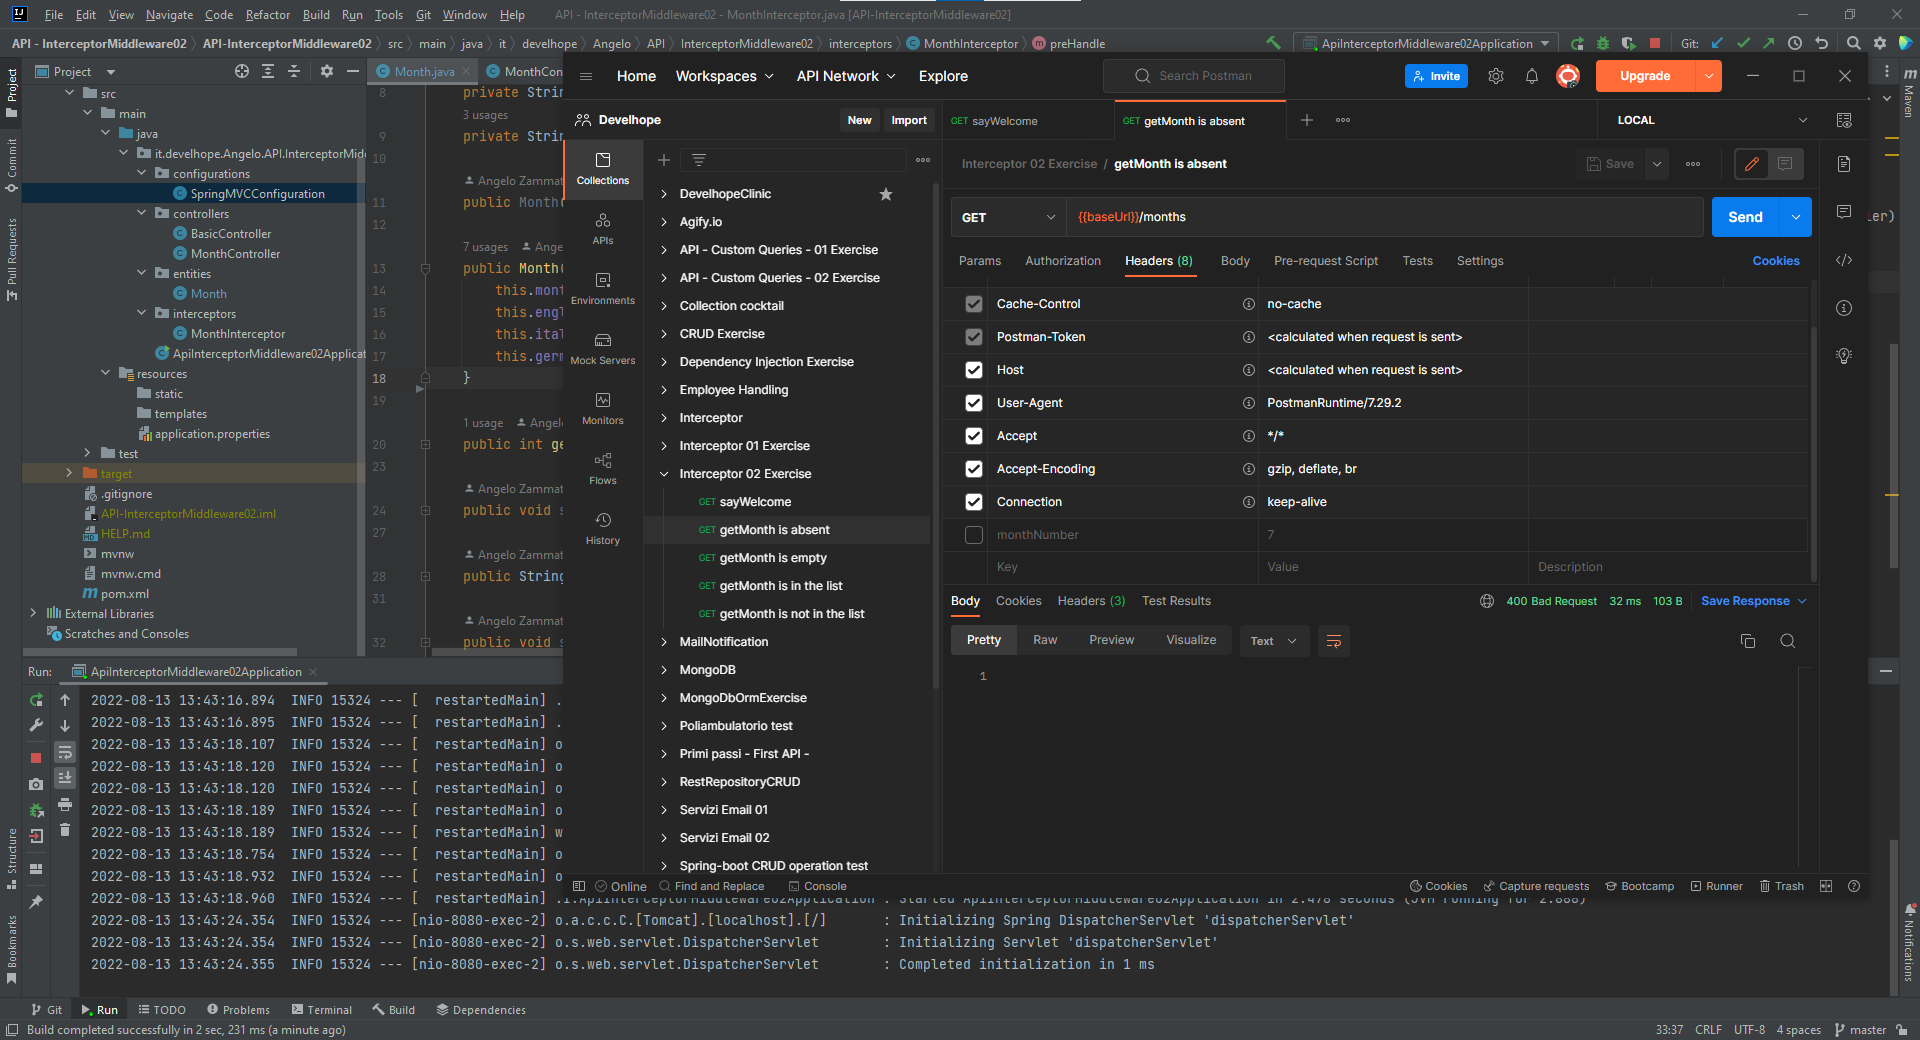 File Edit View Navigate Code Refactor Build Run Tools Git Window Help API - InterceptorMiddleware02 - MonthInterceptor.java [API-InterceptorMiddleware02]
API - InterceptorMiddleware02 API-InterceptorMiddleware02 src main java it develhope Angelo API InterceptorMiddleware02 interceptors MonthInterceptor preHandle
ApiInterceptorMiddleware02Application Git:
Project
Commit
Pull Requests
Structure
Bookmarks
Project
src
main
java
it.develhope.Angelo.API.InterceptorMid
configurations
SpringMVCConfiguration
controllers
BasicController
MonthController
entities
Month
interceptors
MonthInterceptor
ApiInterceptorMiddleware02Applicat
resources
static
templates
application.properties
test
target
.gitignore
API-InterceptorMiddleware02.iml
HELP.md
mvnw
mvnw.cmd
pom.xml
External Libraries
Scratches and Consoles
Month.java MonthCon
8 private Strin
3 usages
9 private Strin
10
Angelo Zammat
11 public Month(
12
7 usages Ange
13 public Month(
14 this.mont
15 this.engl
16 this.ital
17 this.germ
18 }
19
1 usage Angelo
20 public int ge
23
Angelo Zammat
24 public void s
27
Angelo Zammat
28 public String
31
Angelo Zammat
32 public void s
Home Workspaces API Network Explore Search Postman Invite Upgrade
Develhope New Import
Collections
APIs
Environments
Mock Servers
Monitors
Flows
History
DevelhopeClinic
Agify.io
API - Custom Queries - 01 Exercise
API - Custom Queries - 02 Exercise
Collection cocktail
CRUD Exercise
Dependency Injection Exercise
Employee Handling
Interceptor
Interceptor 01 Exercise
Interceptor 02 Exercise
GET sayWelcome
GET getMonth is absent
GET getMonth is empty
GET getMonth is in the list
GET getMonth is not in the list
MailNotification
MongoDB
MongoDbOrmExercise
Poliambulatorio test
Primi passi - First API -
RestRepositoryCRUD
Servizi Email 01
Servizi Email 02
Spring-boot CRUD operation test
GET sayWelcome GET getMonth is absent LOCAL
Interceptor 02 Exercise / getMonth is absent Save
GET {{baseUrl}}/months Send
Params Authorization Headers (8) Body Pre-request Script Tests Settings Cookies
Cache-Control no-cache
Postman-Token <calculated when request is sent>
Host <calculated when request is sent>
User-Agent PostmanRuntime/7.29.2
Accept */*
Accept-Encoding gzip, deflate, br
Connection keep-alive
monthNumber 7
Key Value Description
Body Cookies Headers (3) Test Results 400 Bad Request 32 ms 103 B Save Response
Pretty Raw Preview Visualize Text
1
Online Find and Replace Console Cookies Capture requests Bootcamp Runner Trash
ler)
Maven
Notifications
Run: ApiInterceptorMiddleware02Application
2022-08-13 13:43:16.894 INFO 15324 --- [ restartedMain] .
2022-08-13 13:43:16.895 INFO 15324 --- [ restartedMain] .
2022-08-13 13:43:18.107 INFO 15324 --- [ restartedMain] o
2022-08-13 13:43:18.120 INFO 15324 --- [ restartedMain] o
2022-08-13 13:43:18.120 INFO 15324 --- [ restartedMain] o
2022-08-13 13:43:18.189 INFO 15324 --- [ restartedMain] o
2022-08-13 13:43:18.189 INFO 15324 --- [ restartedMain] w
2022-08-13 13:43:18.754 INFO 15324 --- [ restartedMain] o
2022-08-13 13:43:18.932 INFO 15324 --- [ restartedMain] o
2022-08-13 13:43:18.960 INFO 15324 --- [ restartedMain] .i.ApiInterceptorMiddleware02Application : Started ApiInterceptorMiddleware02Application in 2.478 seconds (JVM running for 2.888)
2022-08-13 13:43:24.354 INFO 15324 --- [nio-8080-exec-2] o.a.c.c.C.[Tomcat].[localhost].[/] : Initializing Spring DispatcherServlet 'dispatcherServlet'
2022-08-13 13:43:24.354 INFO 15324 --- [nio-8080-exec-2] o.s.web.servlet.DispatcherServlet : Initializing Servlet 'dispatcherServlet'
2022-08-13 13:43:24.355 INFO 15324 --- [nio-8080-exec-2] o.s.web.servlet.DispatcherServlet : Completed initialization in 1 ms
Git Run TODO Problems Terminal Build Dependencies
Build completed successfully in 2 sec, 231 ms (a minute ago) 33:37 CRLF UTF-8 4 spaces master